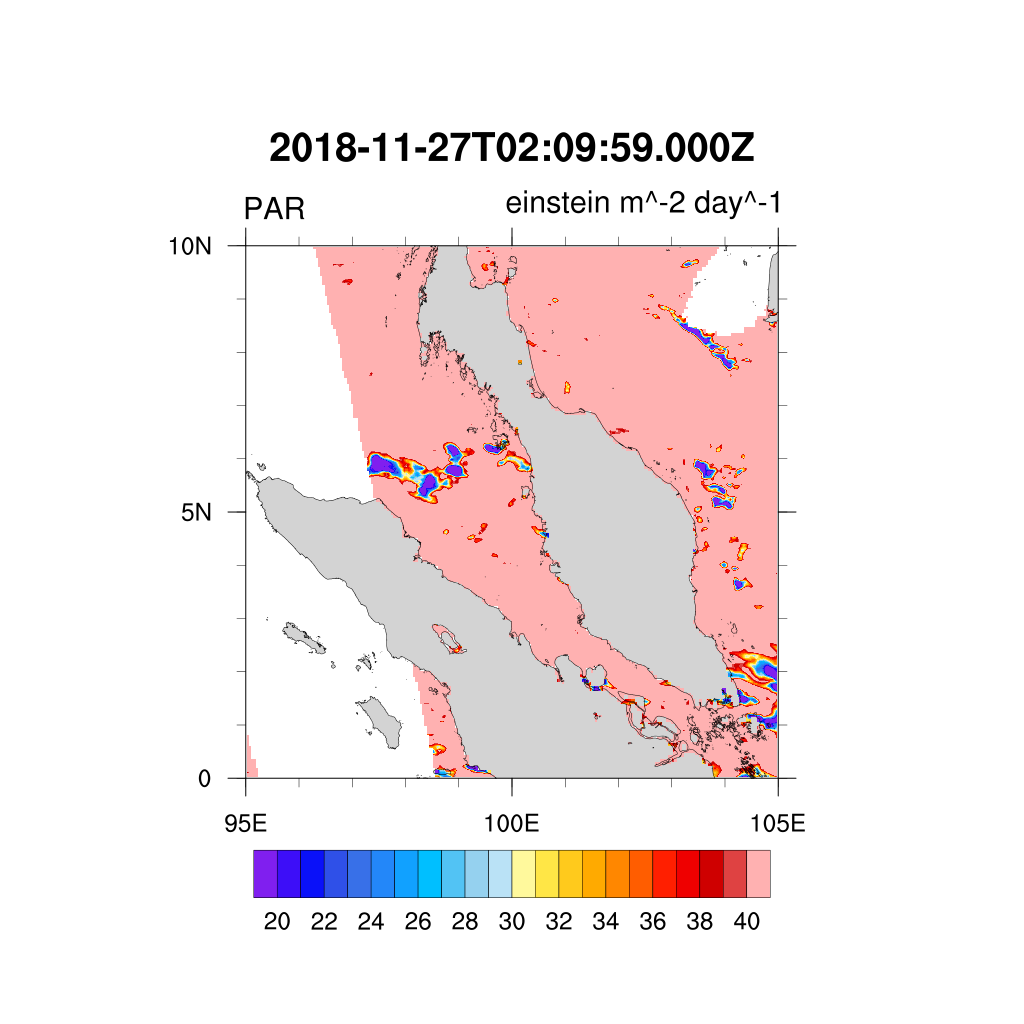 2018-11-27T02:09:59.000Z
PAR einstein m^-2 day^-1
10N
5N
0
95E 100E 105E
20 22 24 26 28 30 32 34 36 38 40